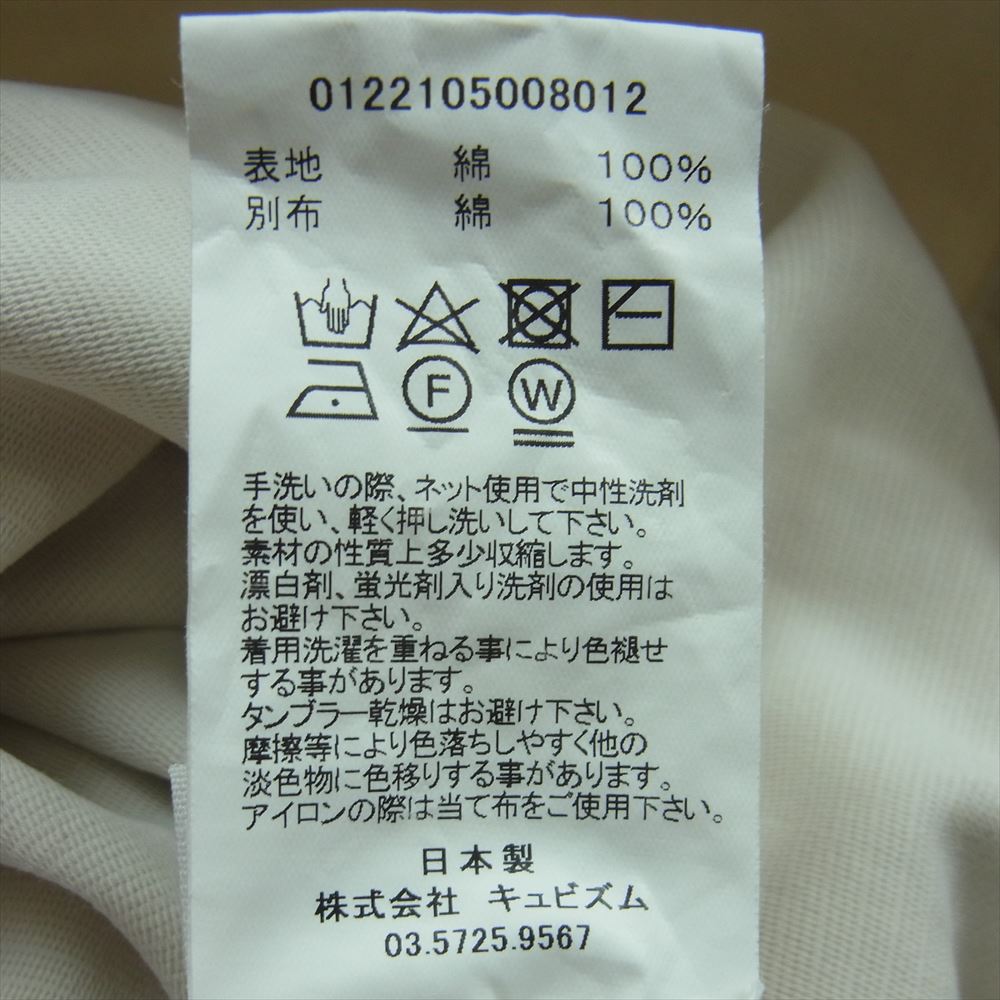 0122105008012
表地 綿 100%
別布 綿 100%
F W
手洗いの際、ネット使用で中性洗剤
を使い、軽く押し洗いして下さい。
素材の性質上多少収縮します。
漂白剤、蛍光剤入り洗剤の使用は
お避け下さい。
着用洗濯を重ねる事により色褪せ
する事があります。
タンブラー乾燥はお避け下さい。
摩擦等により色落ちしやすく他の
淡色物に色移りする事があります。
アイロンの際は当て布をご使用下さい。
日本製
株式会社 キュビズム
03.5725.9567